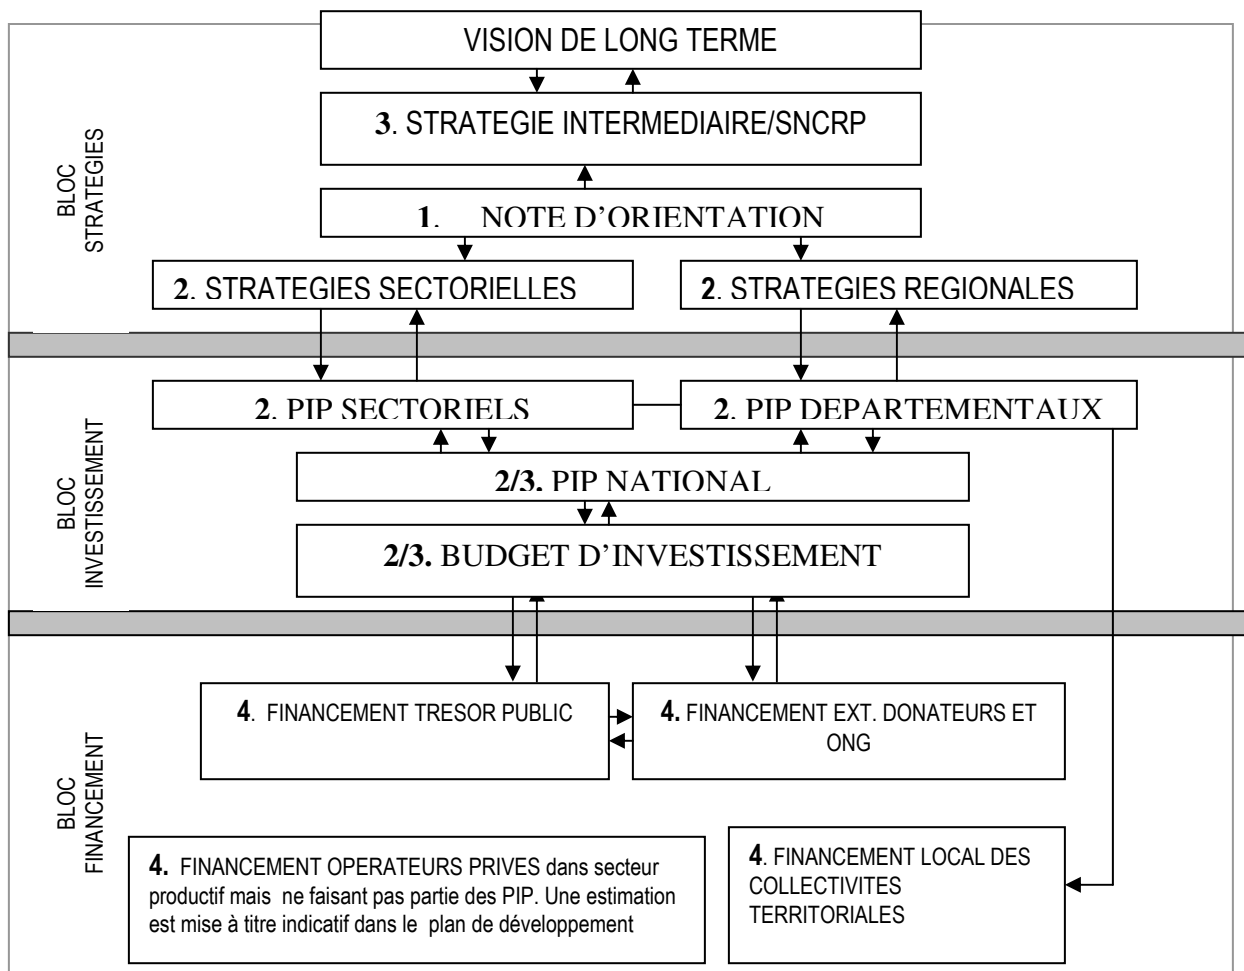 VISION DE LONG TERME
3. STRATEGIE INTERMEDIAIRE/SNCRP
BLOC
STRATEGIES
1. NOTE D’ORIENTATION
2. STRATEGIES SECTORIELLES
2. STRATEGIES REGIONALES
BLOC
INVESTISSEMENT
2. PIP SECTORIELS
2. PIP DEPARTEMENTAUX
2/3. PIP NATIONAL
2/3. BUDGET D’INVESTISSEMENT
BLOC
FINANCEMENT
4. FINANCEMENT TRESOR PUBLIC
4. FINANCEMENT EXT. DONATEURS ET
ONG
4. FINANCEMENT OPERATEURS PRIVES dans secteur
productif mais ne faisant pas partie des PIP. Une estimation
est mise à titre indicatif dans le plan de développement
4. FINANCEMENT LOCAL DES
COLLECTIVITES
TERRITORIALES